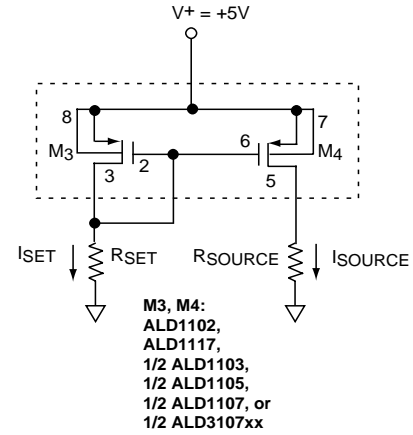 V+ = +5V
8
7
M3
2
6
M4
3
5
ISET
RSET
RSOURCE
ISOURCE
M3, M4:
ALD1102,
ALD1117,
1/2 ALD1103,
1/2 ALD1105,
1/2 ALD1107, or
1/2 ALD3107xx